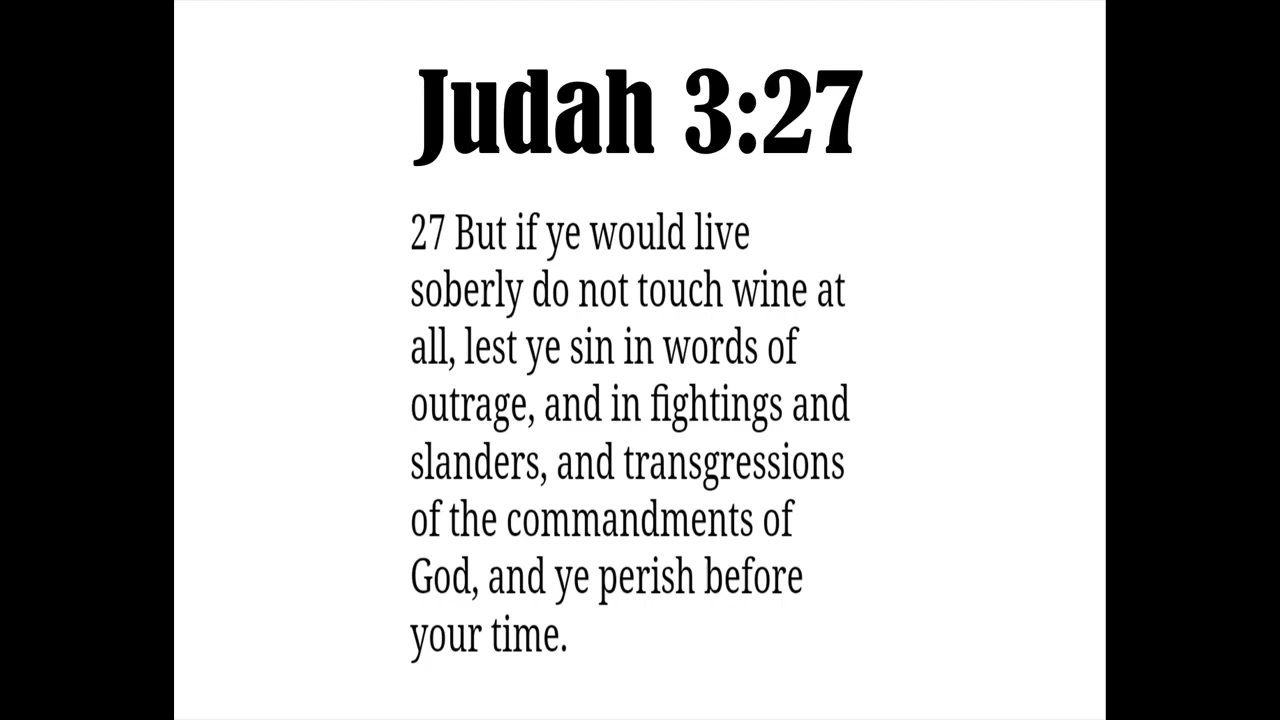 Judah 3:27
27 But if ye would live
soberly do not touch wine at
all, lest ye sin in words of
outrage, and in fightings and
slanders, and transgressions
of the commandments of
God, and ye perish before
your time.